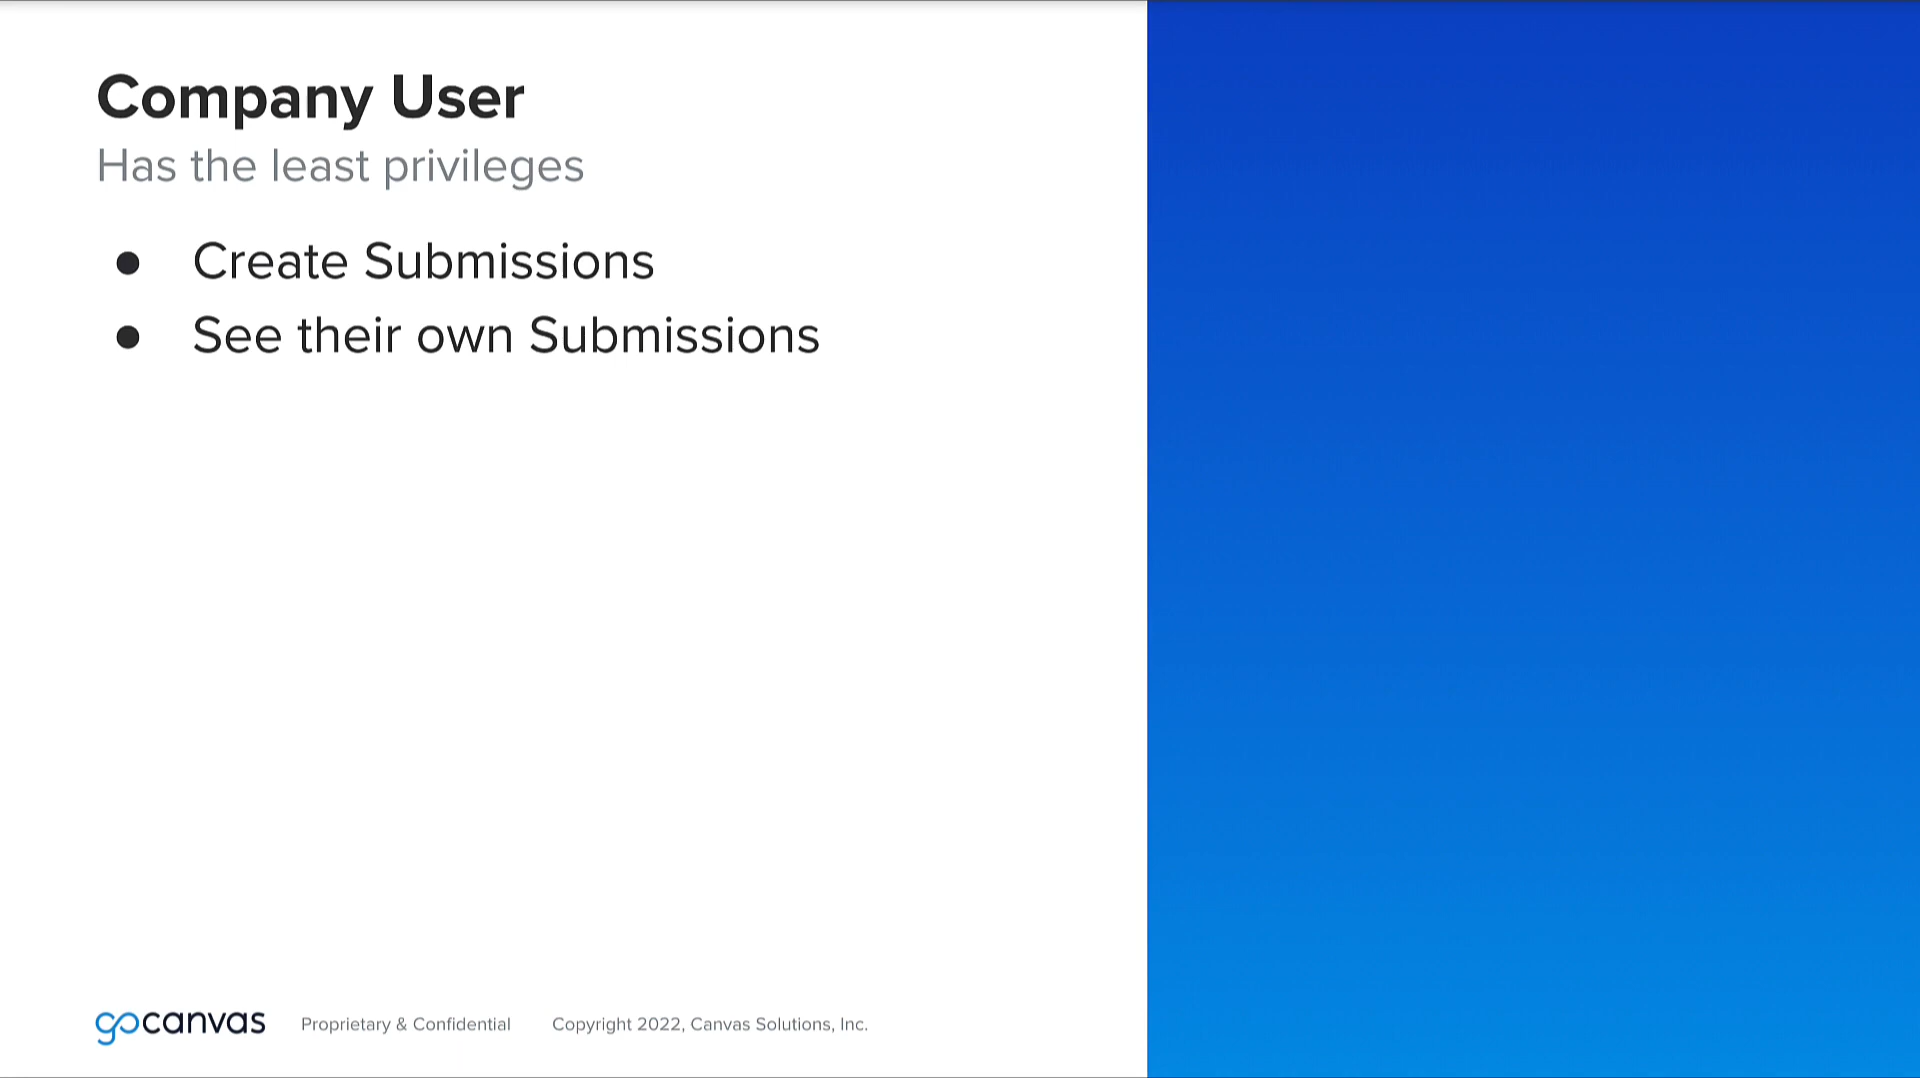 Company User
Has the least privileges
● Create Submissions
● See their own Submissions
gocanvas Proprietary & Confidential Copyright 2022, Canvas Solutions, Inc.